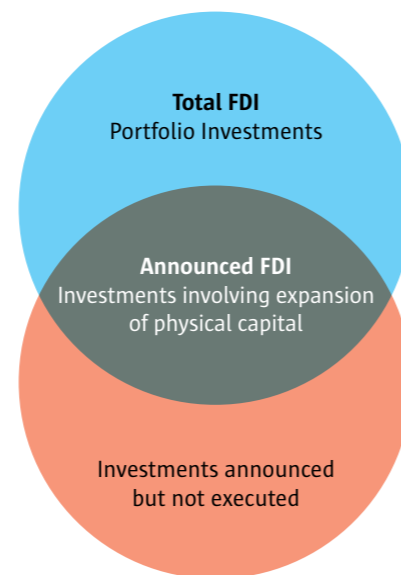 Total FDI
Portfolio Investments
Announced FDI
Investments involving expansion
of physical capital
Investments announced
but not executed